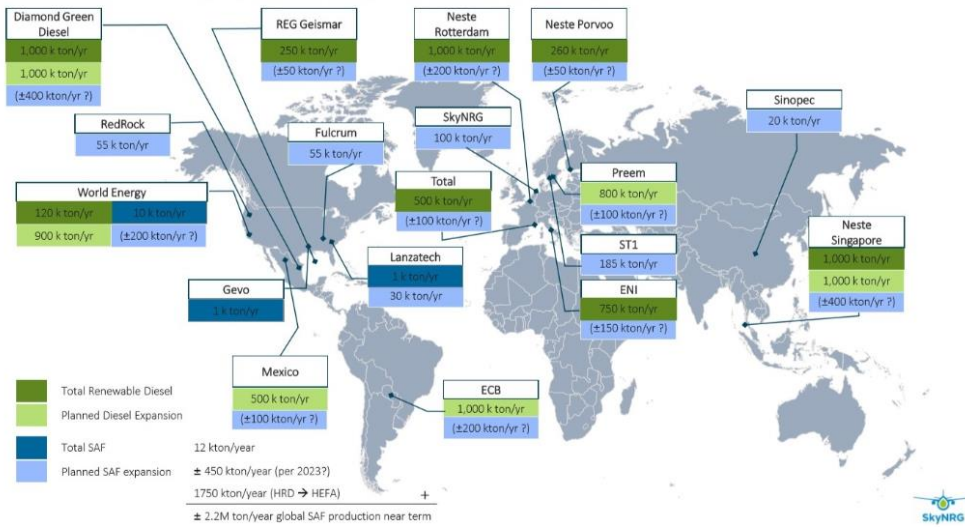 Diamond Green
Diesel
1,000 k ton/yr
1,000 k ton/yr
(±400 kton/yr ?)
REG Geismar
250 k ton/yr
(±50 kton/yr ?)
Neste
Rotterdam
1,000 k ton/yr
(±200 kton/yr ?)
Neste Porvoo
260 k ton/yr
(±50 kton/yr ?)
Sinopec
20 k ton/yr
RedRock
55 k ton/yr
Fulcrum
55 k ton/yr
SkyNRG
100 k ton/yr
World Energy
120 k ton/yr 10 k ton/yr
900 k ton/yr (±200 kton/yr ?)
Total
500 k ton/yr
(±100 kton/yr ?)
Preem
800 k ton/yr
(±100 kton/yr ?)
Neste
Singapore
1,000 k ton/yr
1,000 k ton/yr
(±400 kton/yr ?)
Gevo
1 k ton/yr
Lanzatech
1 k ton/yr
30 k ton/yr
ST1
185 k ton/yr
ENI
750 k ton/yr
(±150 kton/yr ?)
Mexico
500 k ton/yr
(±100 kton/yr ?)
ECB
1,000 k ton/yr
(±200 kton/yr ?)
Total Renewable Diesel
Planned Diesel Expansion
Total SAF 12 kton/year
Planned SAF expansion ± 450 kton/year (per 2023?)
1750 kton/year (HRD → HEFA) +
± 2.2M ton/year global SAF production near term
SkyNRG